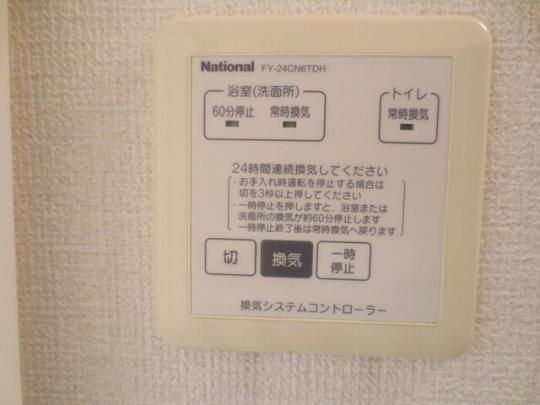 National FY-24CN6TDH
浴室(洗面所)
60分停止 常時換気
トイレ
常時換気
24時間連続換気してください
・お手入れ時運転を停止する場合は
切を3秒以上押してください
・一時停止を押しますと、浴室または
洗面所の換気が約60分停止します
一時停止終了後は常時換気へ戻ります
切
換気
一時
停止
換気システムコントローラー